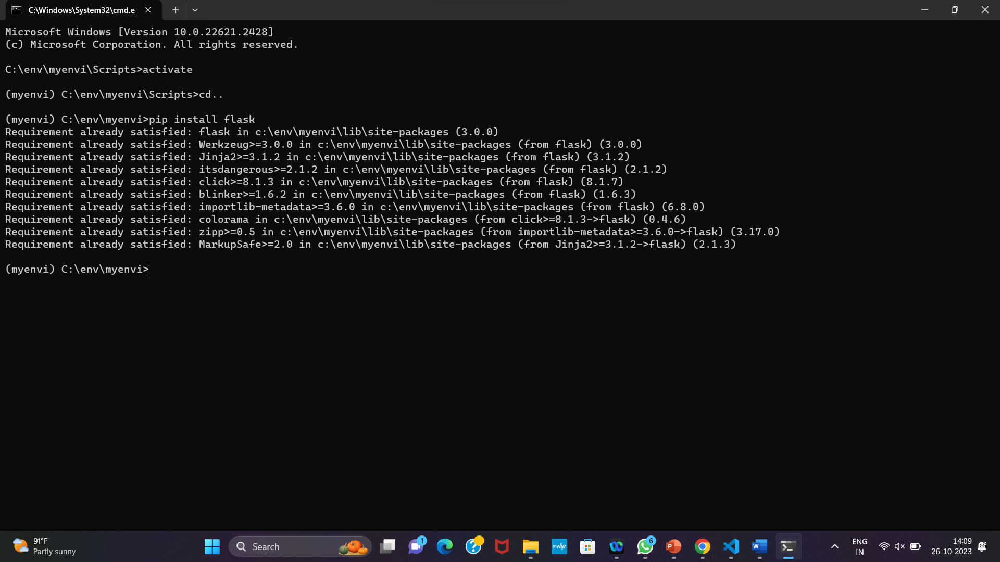 C:\Windows\System32\cmd.e
Microsoft Windows [Version 10.0.22621.2428]
(c) Microsoft Corporation. All rights reserved.
C:\env\myenvi\Scripts>activate
(myenvi) C:\env\myenvi\Scripts>cd..
(myenvi) C:\env\myenvi>pip install flask
Requirement already satisfied: flask in c:\env\myenvi\lib\site-packages (3.0.0)
Requirement already satisfied: Werkzeug>=3.0.0 in c:\env\myenvi\lib\site-packages (from flask) (3.0.0)
Requirement already satisfied: Jinja2>=3.1.2 in c:\env\myenvi\lib\site-packages (from flask) (3.1.2)
Requirement already satisfied: itsdangerous>=2.1.2 in c:\env\myenvi\lib\site-packages (from flask) (2.1.2)
Requirement already satisfied: click>=8.1.3 in c:\env\myenvi\lib\site-packages (from flask) (8.1.7)
Requirement already satisfied: blinker>=1.6.2 in c:\env\myenvi\lib\site-packages (from flask) (1.6.3)
Requirement already satisfied: importlib-metadata>=3.6.0 in c:\env\myenvi\lib\site-packages (from flask) (6.8.0)
Requirement already satisfied: colorama in c:\env\myenvi\lib\site-packages (from click>=8.1.3->flask) (0.4.6)
Requirement already satisfied: zipp>=0.5 in c:\env\myenvi\lib\site-packages (from importlib-metadata>=3.6.0->flask) (3.17.0)
Requirement already satisfied: MarkupSafe>=2.0 in c:\env\myenvi\lib\site-packages (from Jinja2>=3.1.2->flask) (2.1.3)
(myenvi) C:\env\myenvi>
91°F
Partly sunny
Search
1
myhp
6
P
W
ENG
IN
14:09
26-10-2023